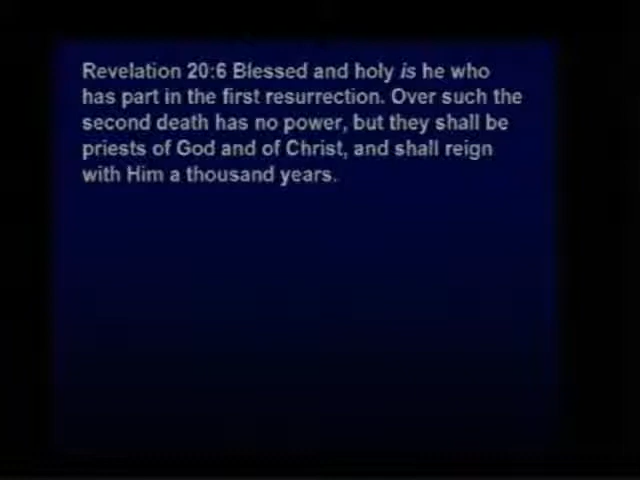 Revelation 20:6 Blessed and holy is he who
has part in the first resurrection. Over such the
second death has no power, but they shall be
priests of God and of Christ, and shall reign
with Him a thousand years.